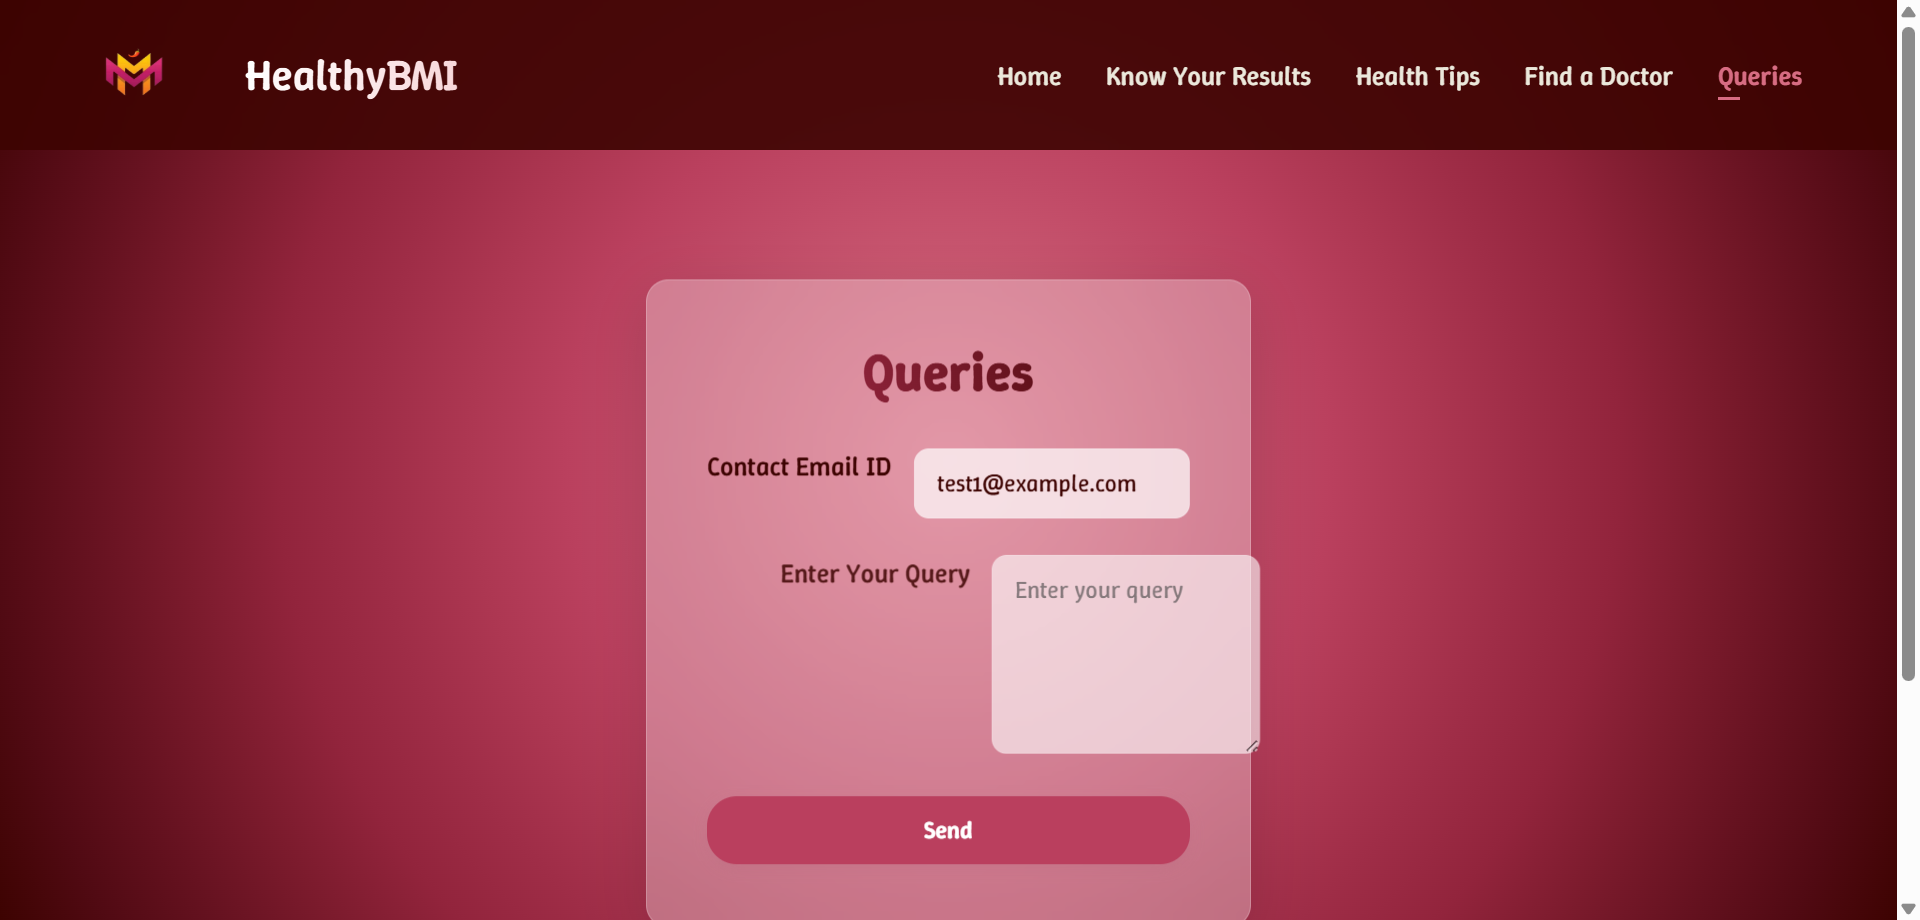 HealthyBMI
Home Know Your Results Health Tips Find a Doctor Queries
Queries
Contact Email ID test1@example.com
Enter Your Query Enter your query
Send